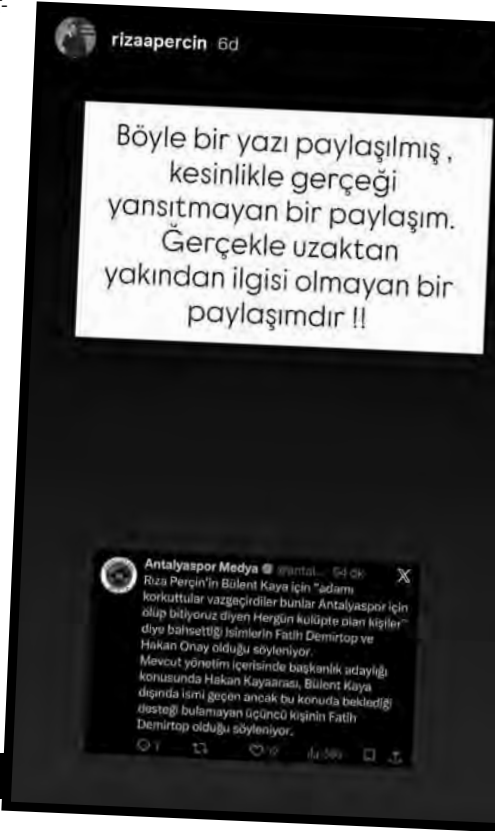 rizaapercin 6d
Böyle bir yazı paylaşılmış,
kesinlikle gerçeği
yansıtmayan bir paylaşım.
Gerçekle uzaktan
yakından ilgisi olmayan bir
paylaşımdır !!
Antalyaspor Medya
Rıza Perçin'in Bülent Kaya için "adamı
korkuttular vazgeçirdiler bunlar Antalyaspor için
ölüp bitiyoruz diyen Hergün kulüpte olan kişiler"
diye bahsettiği isimlerin Fatih Demirtop ve
Hakan Onay olduğu söyleniyor.
Mevcut yönetim içerisinde başkanlık adaylığı
konusunda Hakan Kayaarası, Bülent Kaya
dışında ismi geçen ancak bu konuda beklediği
desteği bulamayan üçüncü kişinin Fatih
Demirtop olduğu söyleniyor.